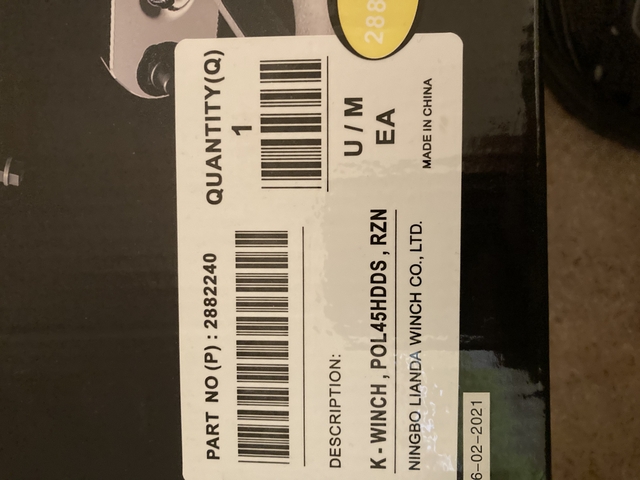 288
PART NO (P) : 2882240
QUANTITY(Q)
1
DESCRIPTION:
U / M
K - WINCH , POL45HDDS , RZN
EA
NINGBO LIANDA WINCH CO., LTD.
MADE IN CHINA
6-02-2021